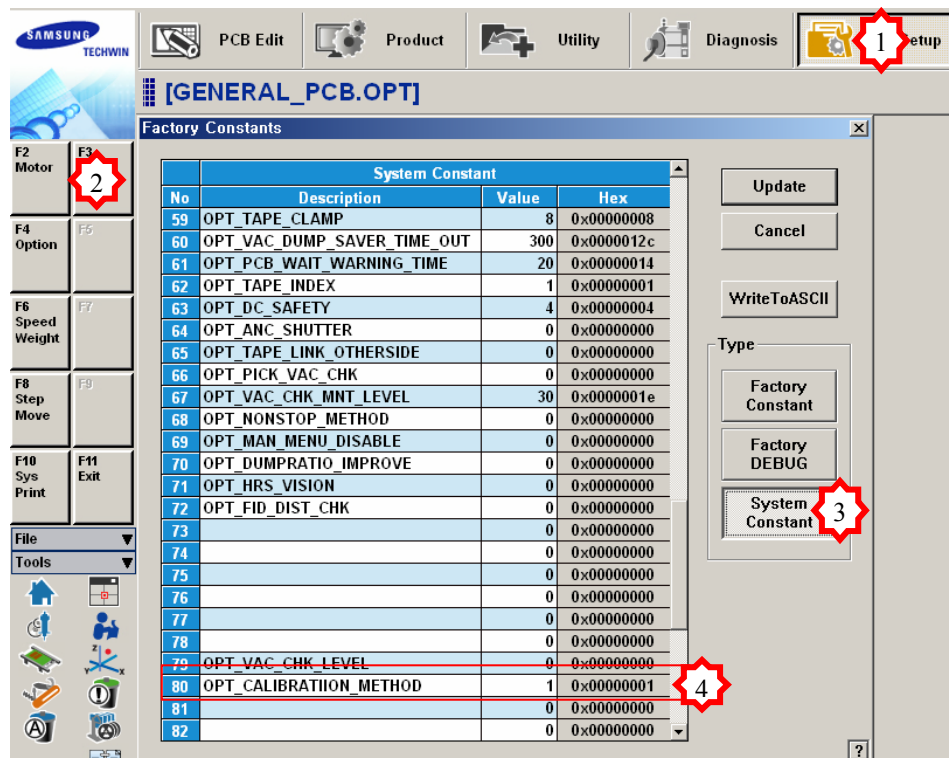 SAMSUNG
TECHWIN
PCB Edit
Product
Utility
Diagnosis
1
etup
[GENERAL_PCB.OPT]
Factory Constants
F2
Motor
F3
2
F4
Option
F5
F6
Speed
Weight
F7
F8
Step
Move
F9
F10
Sys
Print
F11
Exit
File
Tools
System Constant
No Description Value Hex
59 OPT_TAPE_CLAMP 8 0x00000008
60 OPT_VAC_DUMP_SAVER_TIME_OUT 300 0x0000012c
61 OPT_PCB_WAIT_WARNING_TIME 20 0x00000014
62 OPT_TAPE_INDEX 1 0x00000001
63 OPT_DC_SAFETY 4 0x00000004
64 OPT_ANC_SHUTTER 0 0x00000000
65 OPT_TAPE_LINK_OTHERSIDE 0 0x00000000
66 OPT_PICK_VAC_CHK 0 0x00000000
67 OPT_VAC_CHK_MNT_LEVEL 30 0x0000001e
68 OPT_NONSTOP_METHOD 0 0x00000000
69 OPT_MAN_MENU_DISABLE 0 0x00000000
70 OPT_DUMPRATIO_IMPROVE 0 0x00000000
71 OPT_HRS_VISION 0 0x00000000
72 OPT_FID_DIST_CHK 0 0x00000000
73 0 0x00000000
74 0 0x00000000
75 0 0x00000000
76 0 0x00000000
77 0 0x00000000
78 0 0x00000000
79 OPT_VAC_CHK_LEVEL 0 0x00000000
80 OPT_CALIBRATIION_METHOD 1 0x00000001
81 0 0x00000000
82 0 0x00000000
4
Update
Cancel
WriteToASCII
Type
Factory
Constant
Factory
DEBUG
System
Constant
3
Z
Y
X
A
?